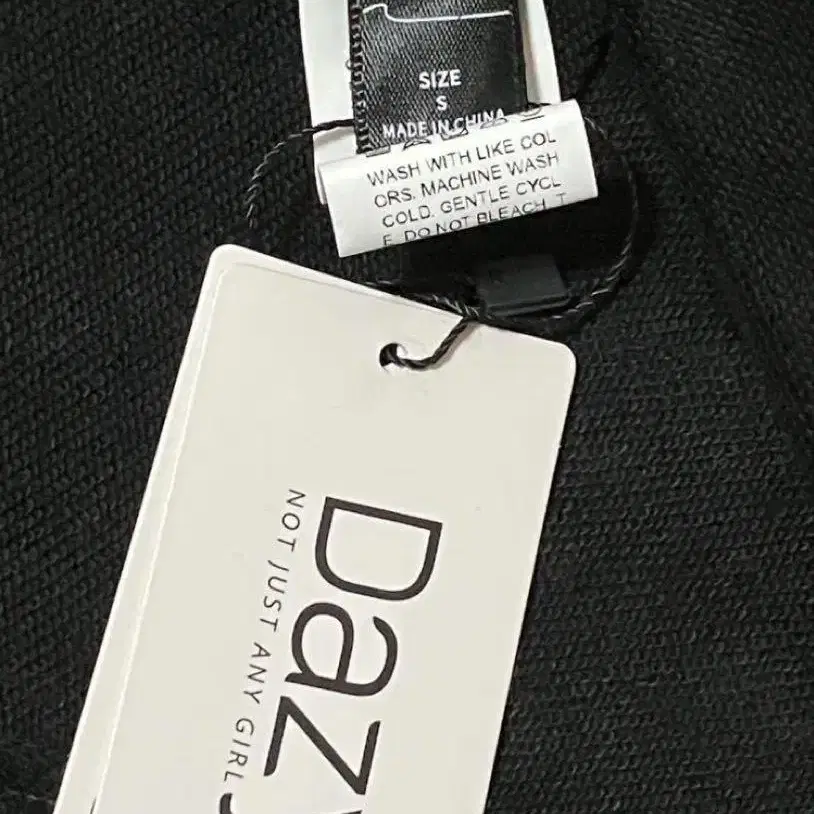 SIZE
S
MADE IN CHINA
WASH WITH LIKE COL
ORS. MACHINE WASH
COLD. GENTLE CYCL
E. DO NOT BLEACH. T
Dazy
NOT JUST ANY GIRL